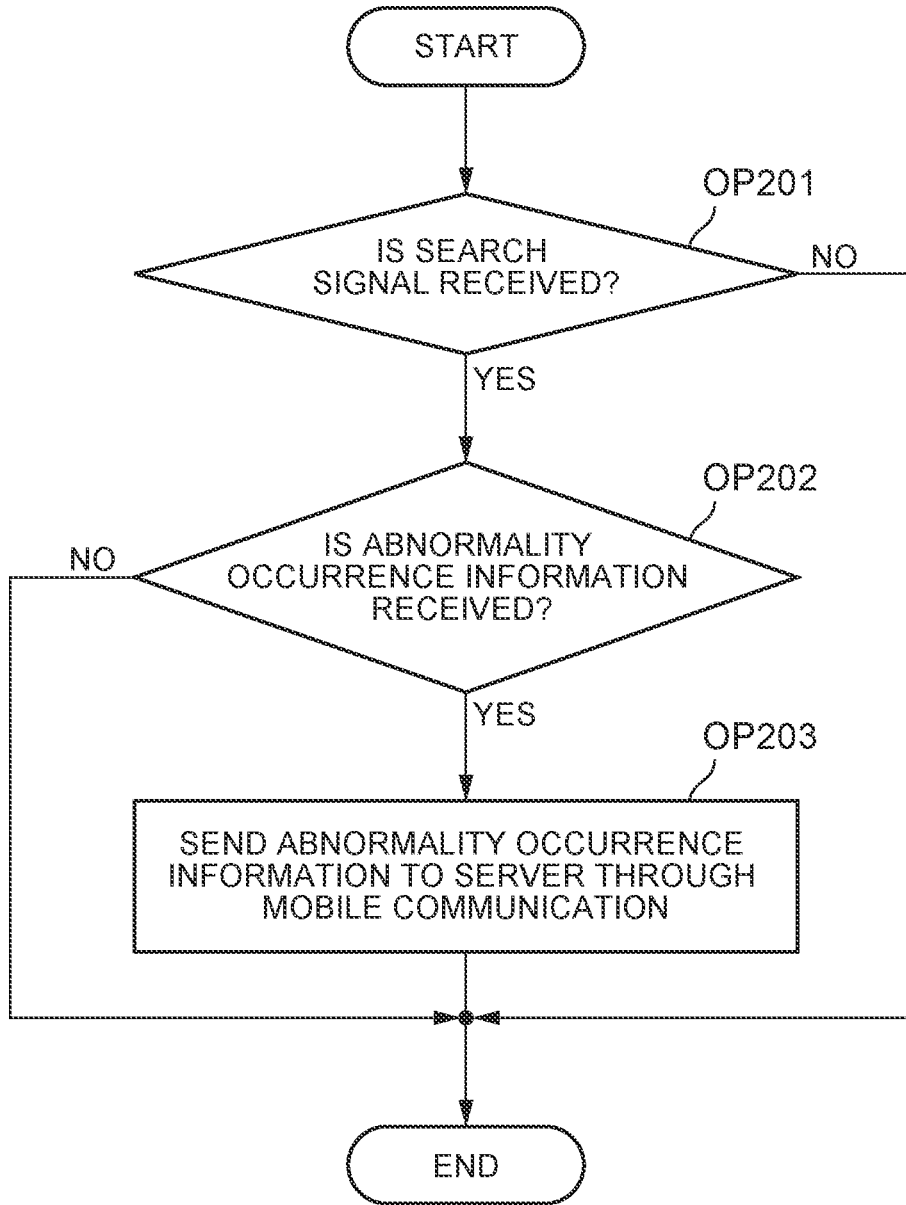 START
OP201
IS SEARCH
SIGNAL RECEIVED?
NO
YES
OP202
IS ABNORMALITY
OCCURRENCE INFORMATION
RECEIVED?
NO
YES
OP203
SEND ABNORMALITY OCCURRENCE
INFORMATION TO SERVER THROUGH
MOBILE COMMUNICATION
END